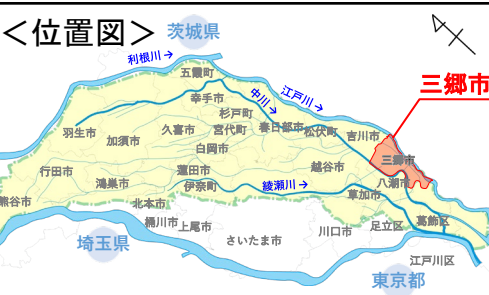 ＜位置図＞
茨城県
利根川→
五霞町
江戸川→
三郷市
幸手市
中川→
杉戸町
羽生市
加須市
久喜市
宮代町
春日部市
松伏町
吉川市
白岡市
三郷市
行田市
蓮田市
越谷市
鴻巣市
伊奈町
綾瀬川→
八潮市
草加市
熊谷市
北本市
桶川市
上尾市
さいたま市
川口市
足立区
葛飾区
埼玉県
江戸川区
東京都